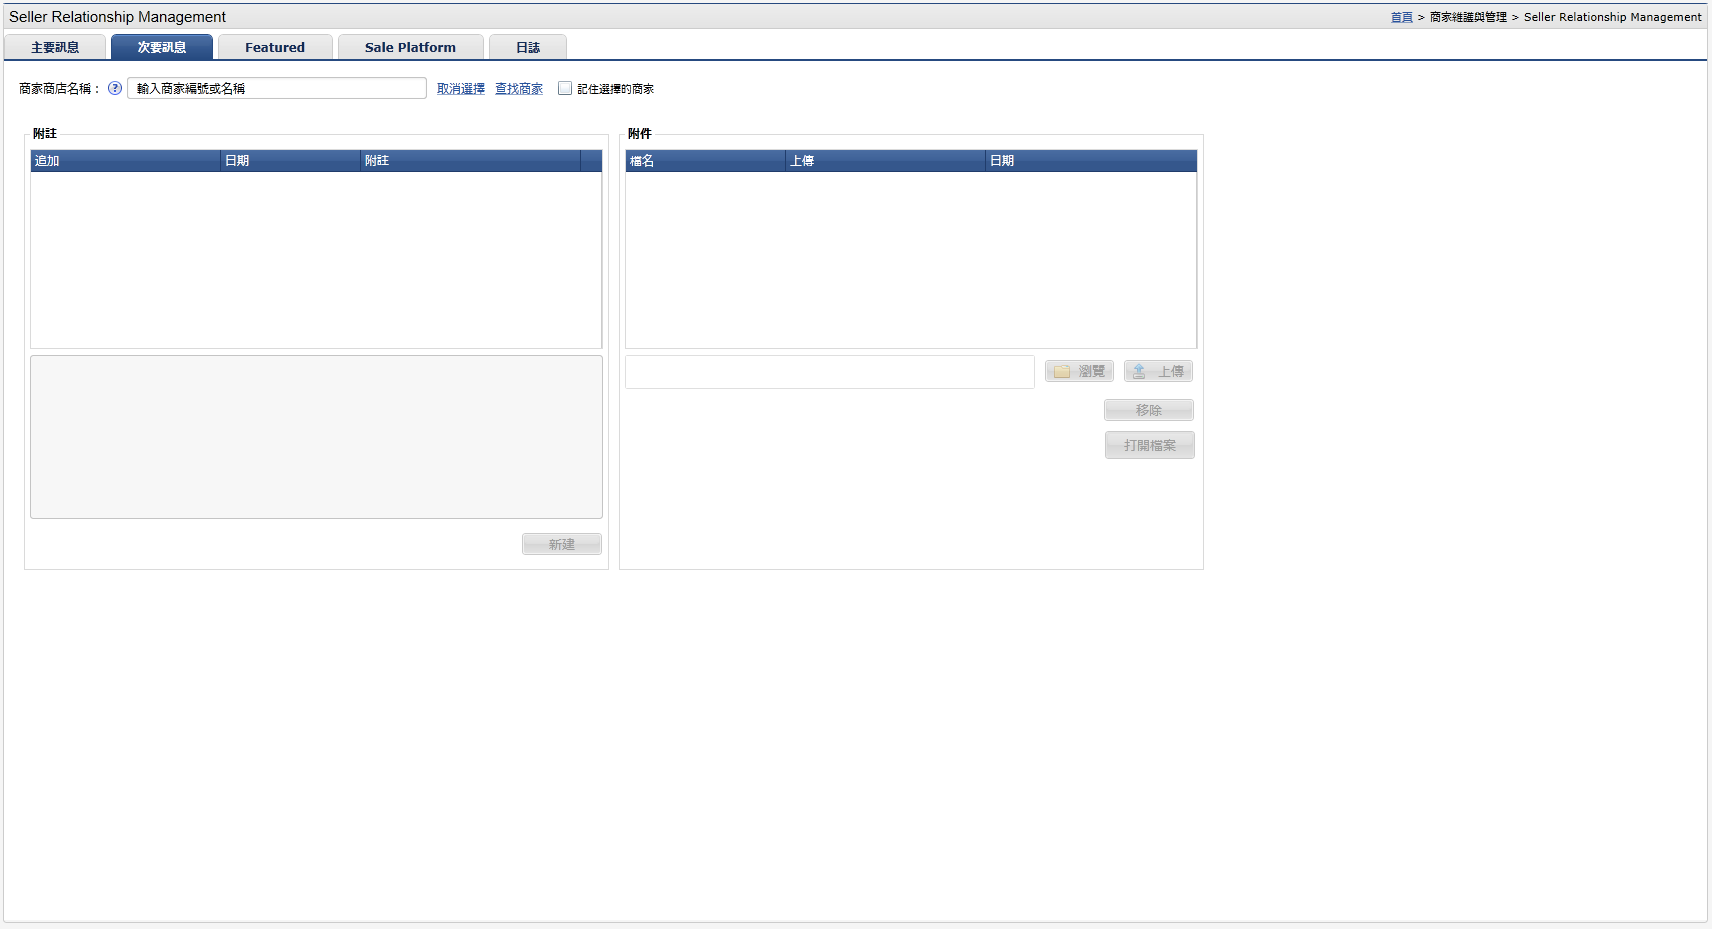 Seller Relationship Management
首頁 > 商家維護與管理 > Seller Relationship Management
主要訊息 次要訊息 Featured Sale Platform 日誌
商家商店名稱： ? 輸入商家編號或名稱 取消選擇 查找商家 記住選擇的商家
附註
追加 日期 附註
新建
附件
檔名 上傳 日期
瀏覽 上傳
移除
打開檔案